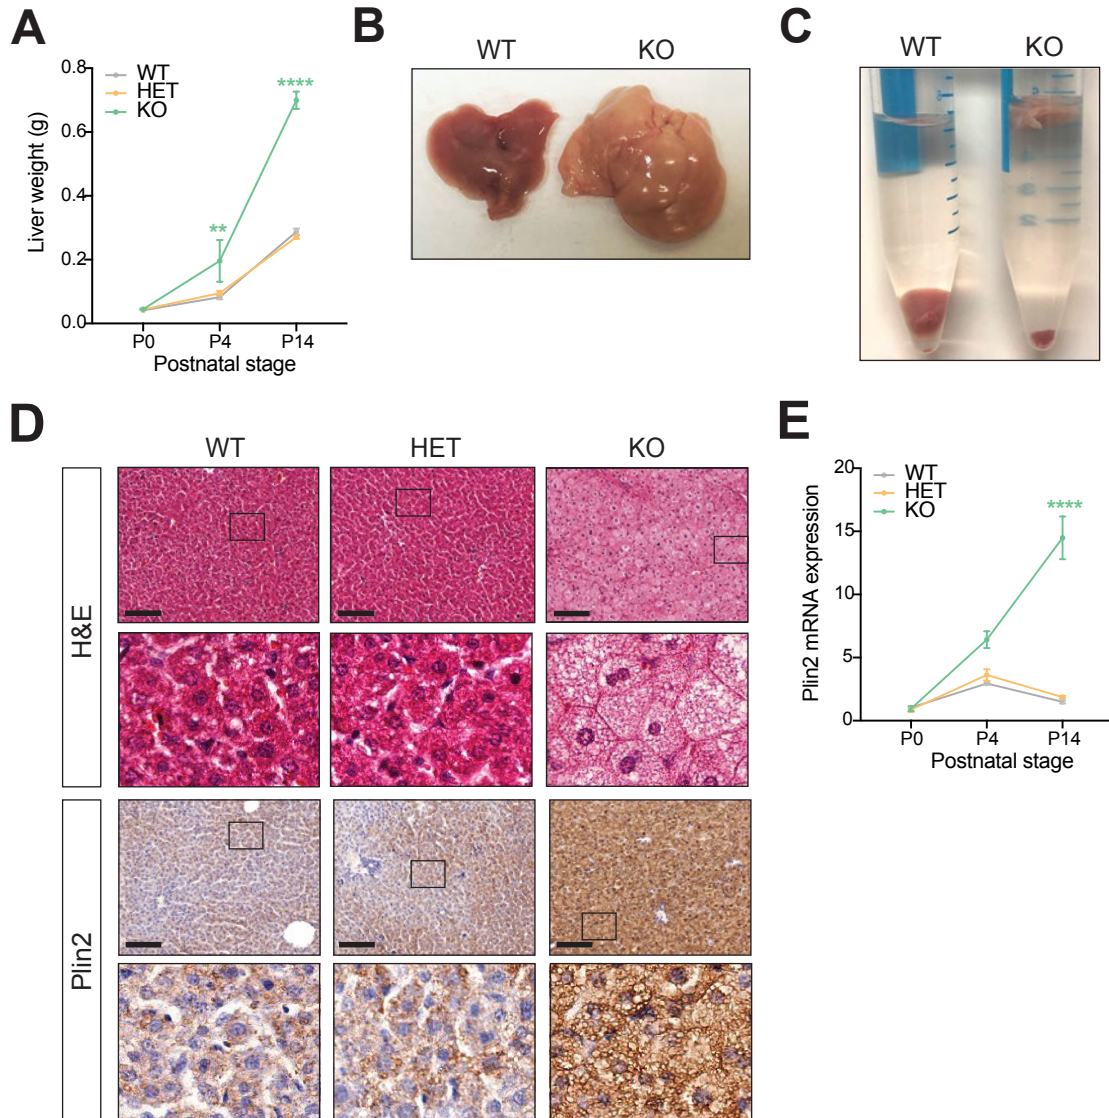 A
WT
HET
KO
0.8
0.6
0.4
0.2
0.0
Liver weight (g)
**
****
P0 P4 P14
Postnatal stage
B
WT KO
C
WT KO
D
WT HET KO
H&E
Plin2
E
WT
HET
KO
20
15
10
5
0
Plin2 mRNA expression
****
P0 P4 P14
Postnatal stage